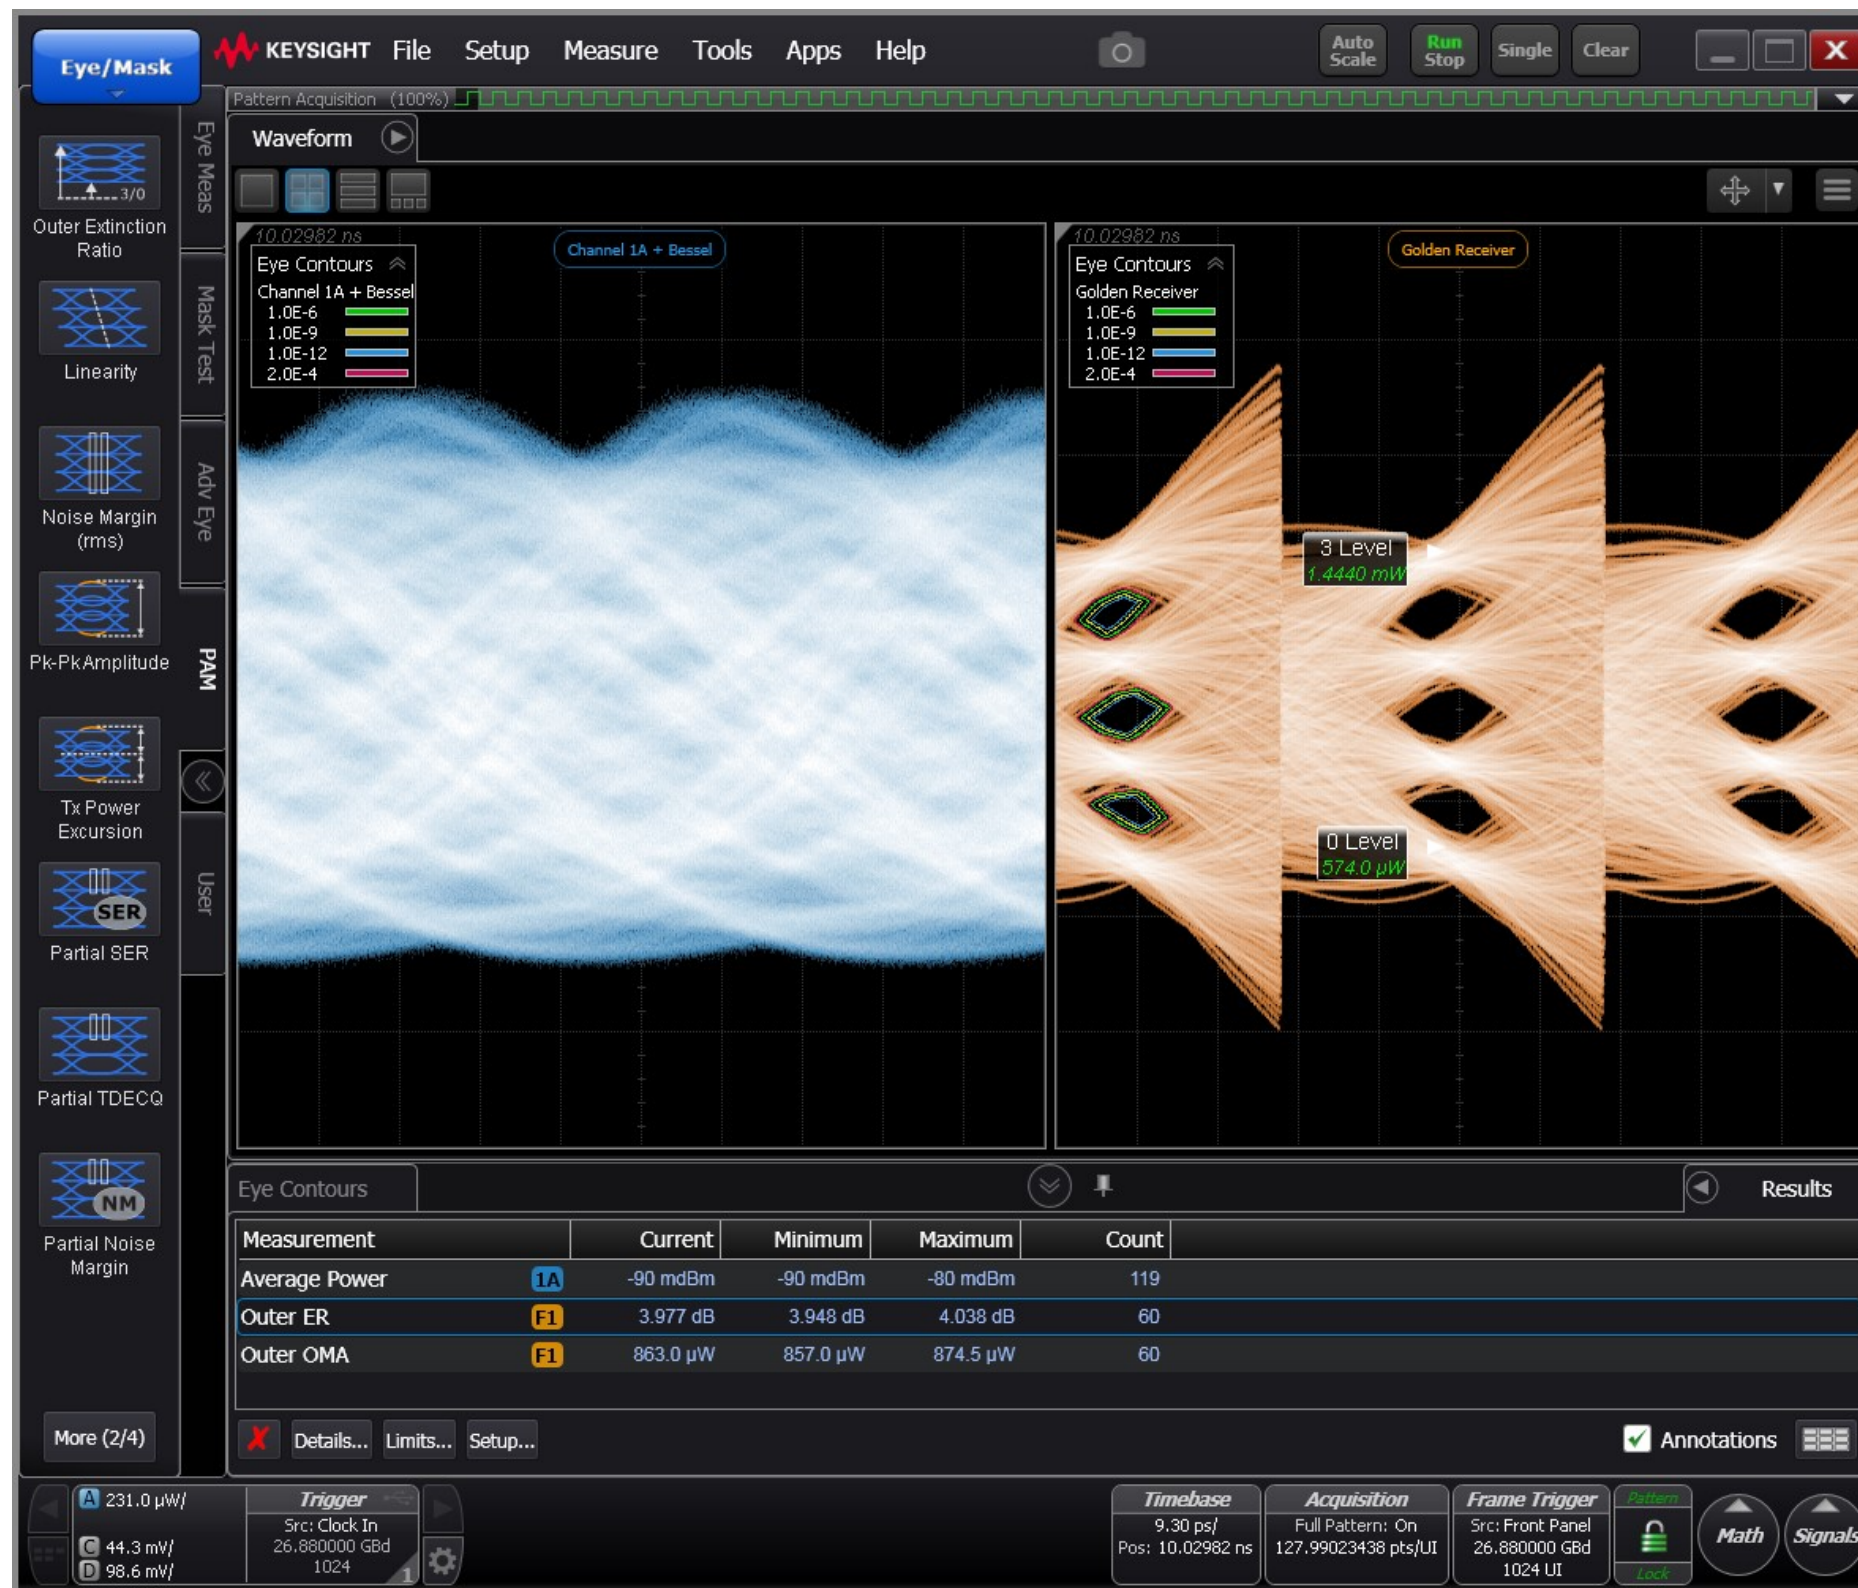 Eye/Mask
KEYSIGHT File Setup Measure Tools Apps Help
Auto Scale
Run Stop
Single
Clear
X
Pattern Acquisition (100%)
Waveform
Eye Meas
Mask Test
Adv Eye
PAM
User
3/0
Outer Extinction
Ratio
Linearity
Noise Margin
(rms)
Pk-Pk Amplitude
Tx Power
Excursion
SER
Partial SER
Partial TDECQ
NM
Partial Noise
Margin
More (2/4)
10.02982 ns
Eye Contours
Channel 1A + Bessel
1.0E-6
1.0E-9
1.0E-12
2.0E-4
Channel 1A + Bessel
10.02982 ns
Eye Contours
Golden Receiver
1.0E-6
1.0E-9
1.0E-12
2.0E-4
Golden Receiver
3 Level
1.4440 mW
0 Level
574.0 µW
Eye Contours
Results
Measurement Current Minimum Maximum Count
Average Power 1A -90 mdBm -90 mdBm -80 mdBm 119
Outer ER F1 3.977 dB 3.948 dB 4.038 dB 60
Outer OMA F1 863.0 µW 857.0 µW 874.5 µW 60
Details... Limits... Setup...
Annotations
A 231.0 µW/
C 44.3 mV/
D 98.6 mV/
Trigger
Src: Clock In
26.880000 GBd
1024
1
Timebase
9.30 ps/
Pos: 10.02982 ns
Acquisition
Full Pattern: On
127.99023438 pts/UI
Frame Trigger
Src: Front Panel
26.880000 GBd
1024 UI
Pattern
Lock
Math
Signals